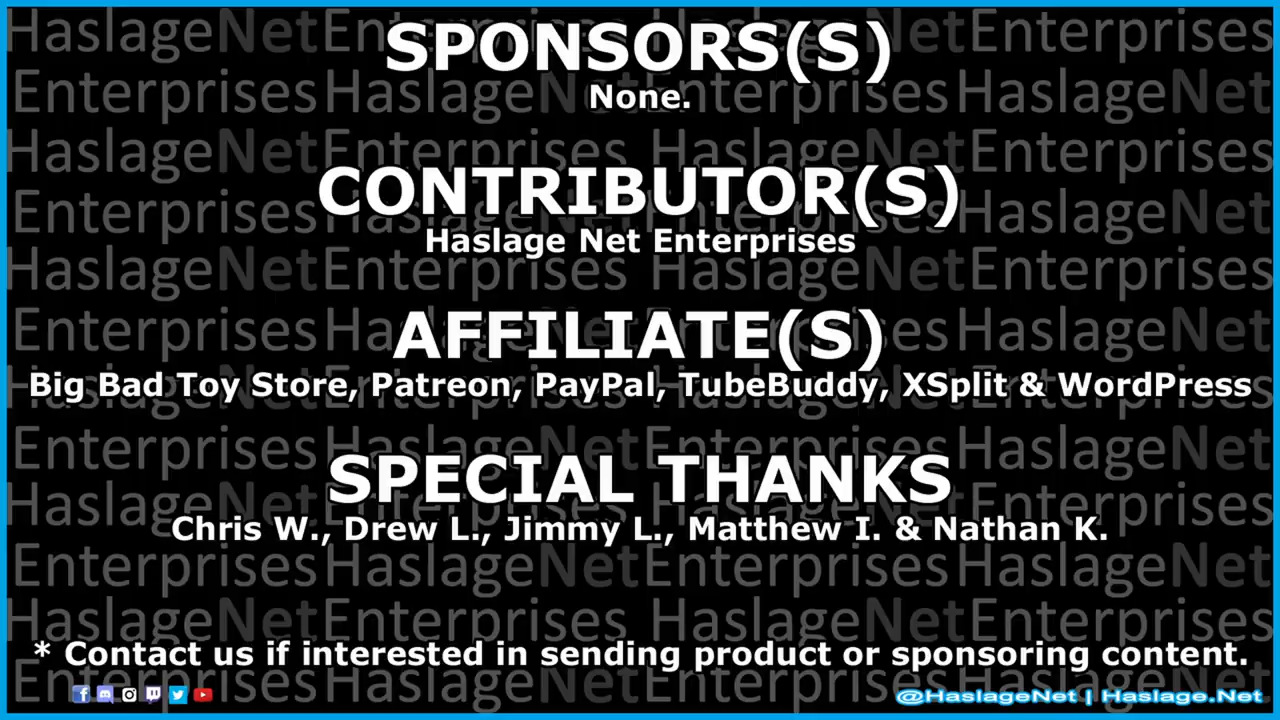 SPONSORS(S)
None.
CONTRIBUTOR(S)
Haslage Net Enterprises
AFFILIATE(S)
Big Bad Toy Store, Patreon, PayPal, TubeBuddy, XSplit & WordPress
SPECIAL THANKS
Chris W., Drew L., Jimmy L., Matthew I. & Nathan K.
* Contact us if interested in sending product or sponsoring content.
@HaslageNet | Haslage.Net